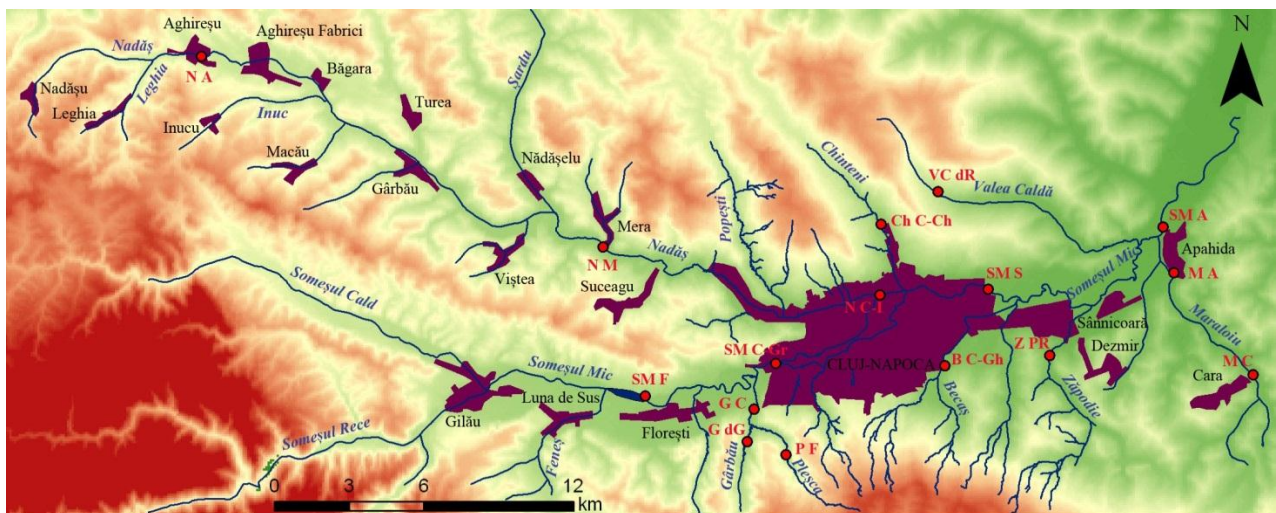 Aghireșu
Aghireșu Fabrici
N
Nadăș
N A
Băgara
Șardu
Nadășu
Leghia
Leghia
Turea
Inuc
Inucu
Macău
Nădășelu
Chinteni
VC dR
Valea Caldă
Gârbău
Popești
Ch C-Ch
SM A
Mera
Apahida
Nadăș
N M
Viștea
Someșul Cald
Suceagu
SM S
Someșul Mic
M A
N C-I
Sânnicoară
Maraloiu
Dezmir
Z PR
SM C-Gr
CLUJ-NAPOCA
B C-Gh
M C
Cara
Someșul Mic
SM F
Becaș
Zăpodie
Gilău
Luna de Sus
G C
Florești
G dG
Someșul Rece
Feneș
Gârbău
P F
Pleșca
0 3 6 12
km